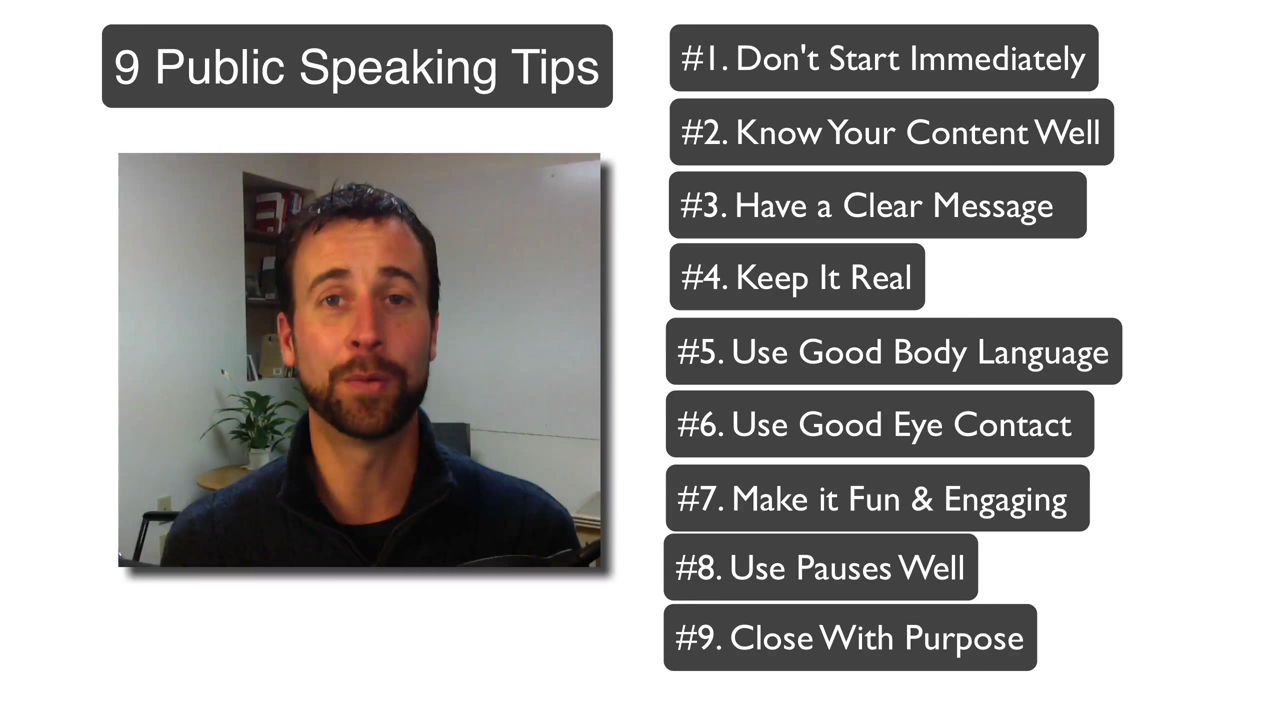 9 Public Speaking Tips
#1. Don't Start Immediately
#2. Know Your Content Well
#3. Have a Clear Message
#4. Keep It Real
#5. Use Good Body Language
#6. Use Good Eye Contact
#7. Make it Fun & Engaging
#8. Use Pauses Well
#9. Close With Purpose